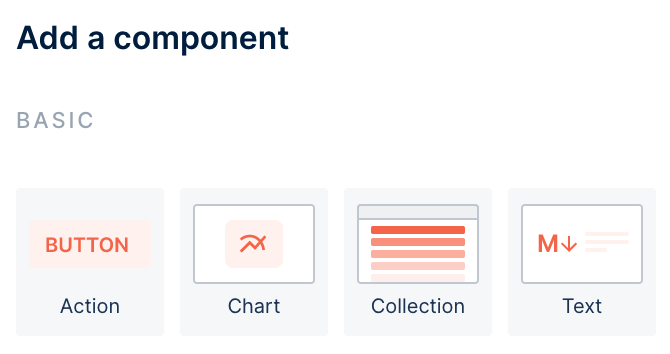 Add a component
BASIC
BUTTON
M↓
Action
Chart
Collection
Text